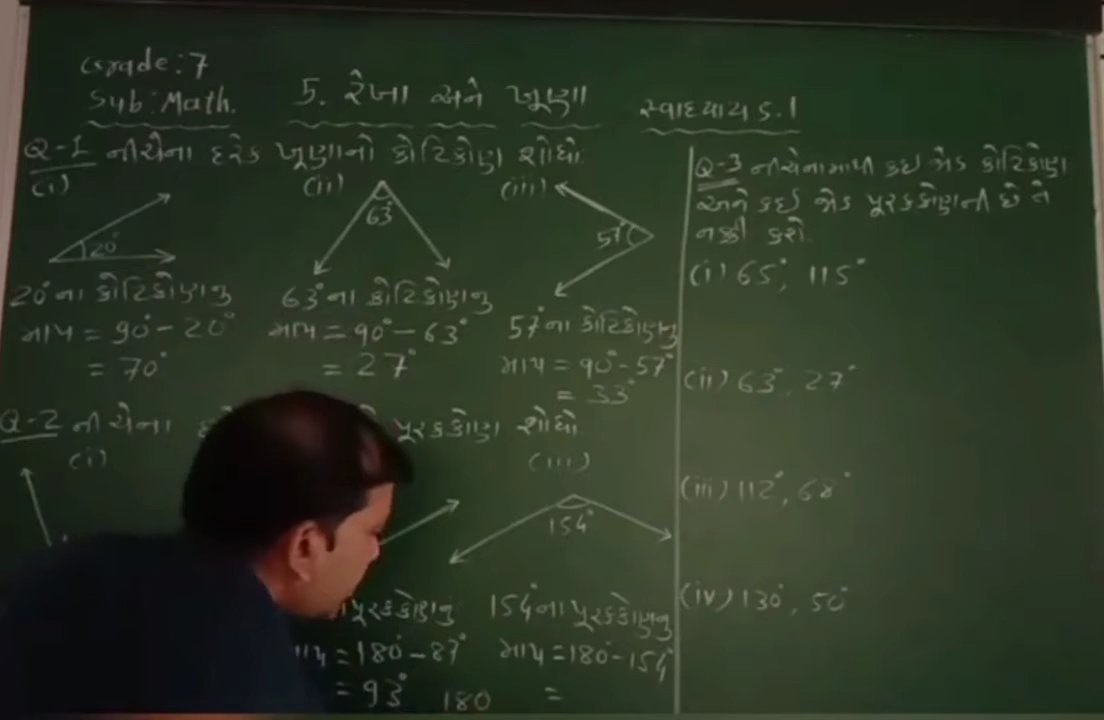 Grade: 7
Sub: Math.
5. રેખા અને ખૂણા
સ્વાધ્યાય 5.1
Q-1 નીચેના દરેક ખૂણાનો કોટિકોણ શોધો.
(i)
(ii)
(iii)
20°
63°
57°
20° ના કોટિકોણનુ
માપ = 90° - 20°
= 70°
63° ના કોટિકોણનુ
માપ = 90° - 63°
= 27°
57° ના કોટિકોણનુ
માપ = 90° - 57°
= 33°
Q-2 નીચેના પૂરકકોણ શોધો
(i)
(iii)
154°
પૂરકકોણનુ
= 180° - 87°
= 93°
180
154° ના પૂરકકોણનુ
માપ = 180° - 154°
=
Q-3 નીચેનામાંથી કઇ જોડ કોટિકોણ
અને કઇ જોડ પૂરકકોણની છે તે
નક્કી કરો.
(i) 65°, 115°
(ii) 63°, 27°
(iii) 112°, 68°
(iv) 130°, 50°